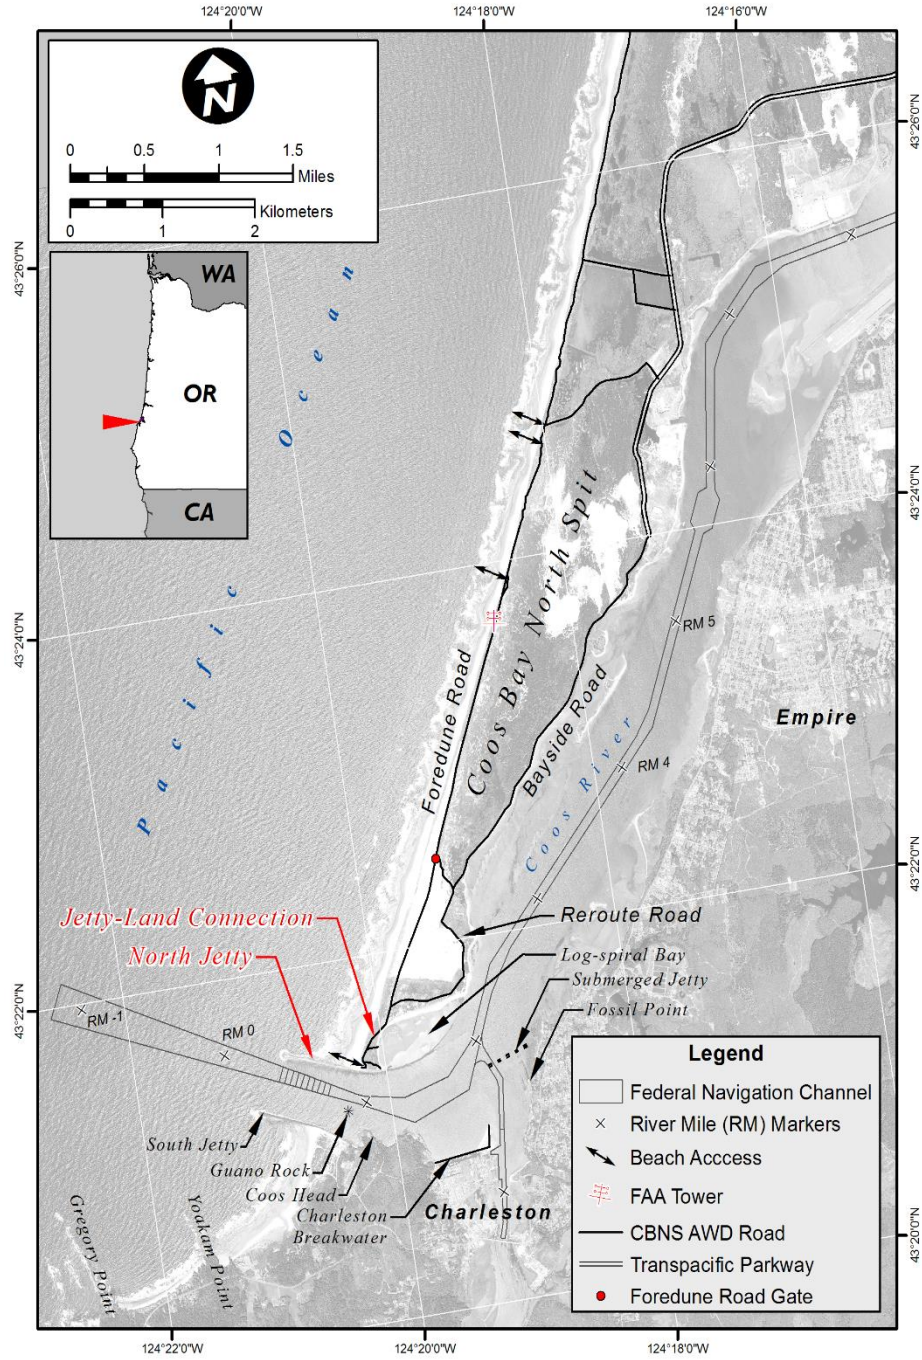 124°20'0"W
124°18'0"W
124°16'0"W
N
0 0.5 1 1.5
Miles
Kilometers
0 1 2
43°26'0"N
43°26'0"N
WA
OR
CA
Pacific Ocean
43°24'0"N
43°24'0"N
Coos Bay North Spit
Foredune Road
Bayside Road
Coos River
RM 5
RM 4
Empire
43°22'0"N
43°22'0"N
Jetty-Land Connection
North Jetty
Reroute Road
Log-spiral Bay
Submerged Jetty
Fossil Point
RM -1
RM 0
South Jetty
Guano Rock
Coos Head
Charleston
Breakwater
Charleston
Gregory Point
Yoakam Point
Legend
Federal Navigation Channel
River Mile (RM) Markers
Beach Acccess
FAA Tower
CBNS AWD Road
Transpacific Parkway
Foredune Road Gate
43°20'0"N
124°22'0"W
124°20'0"W
124°18'0"W